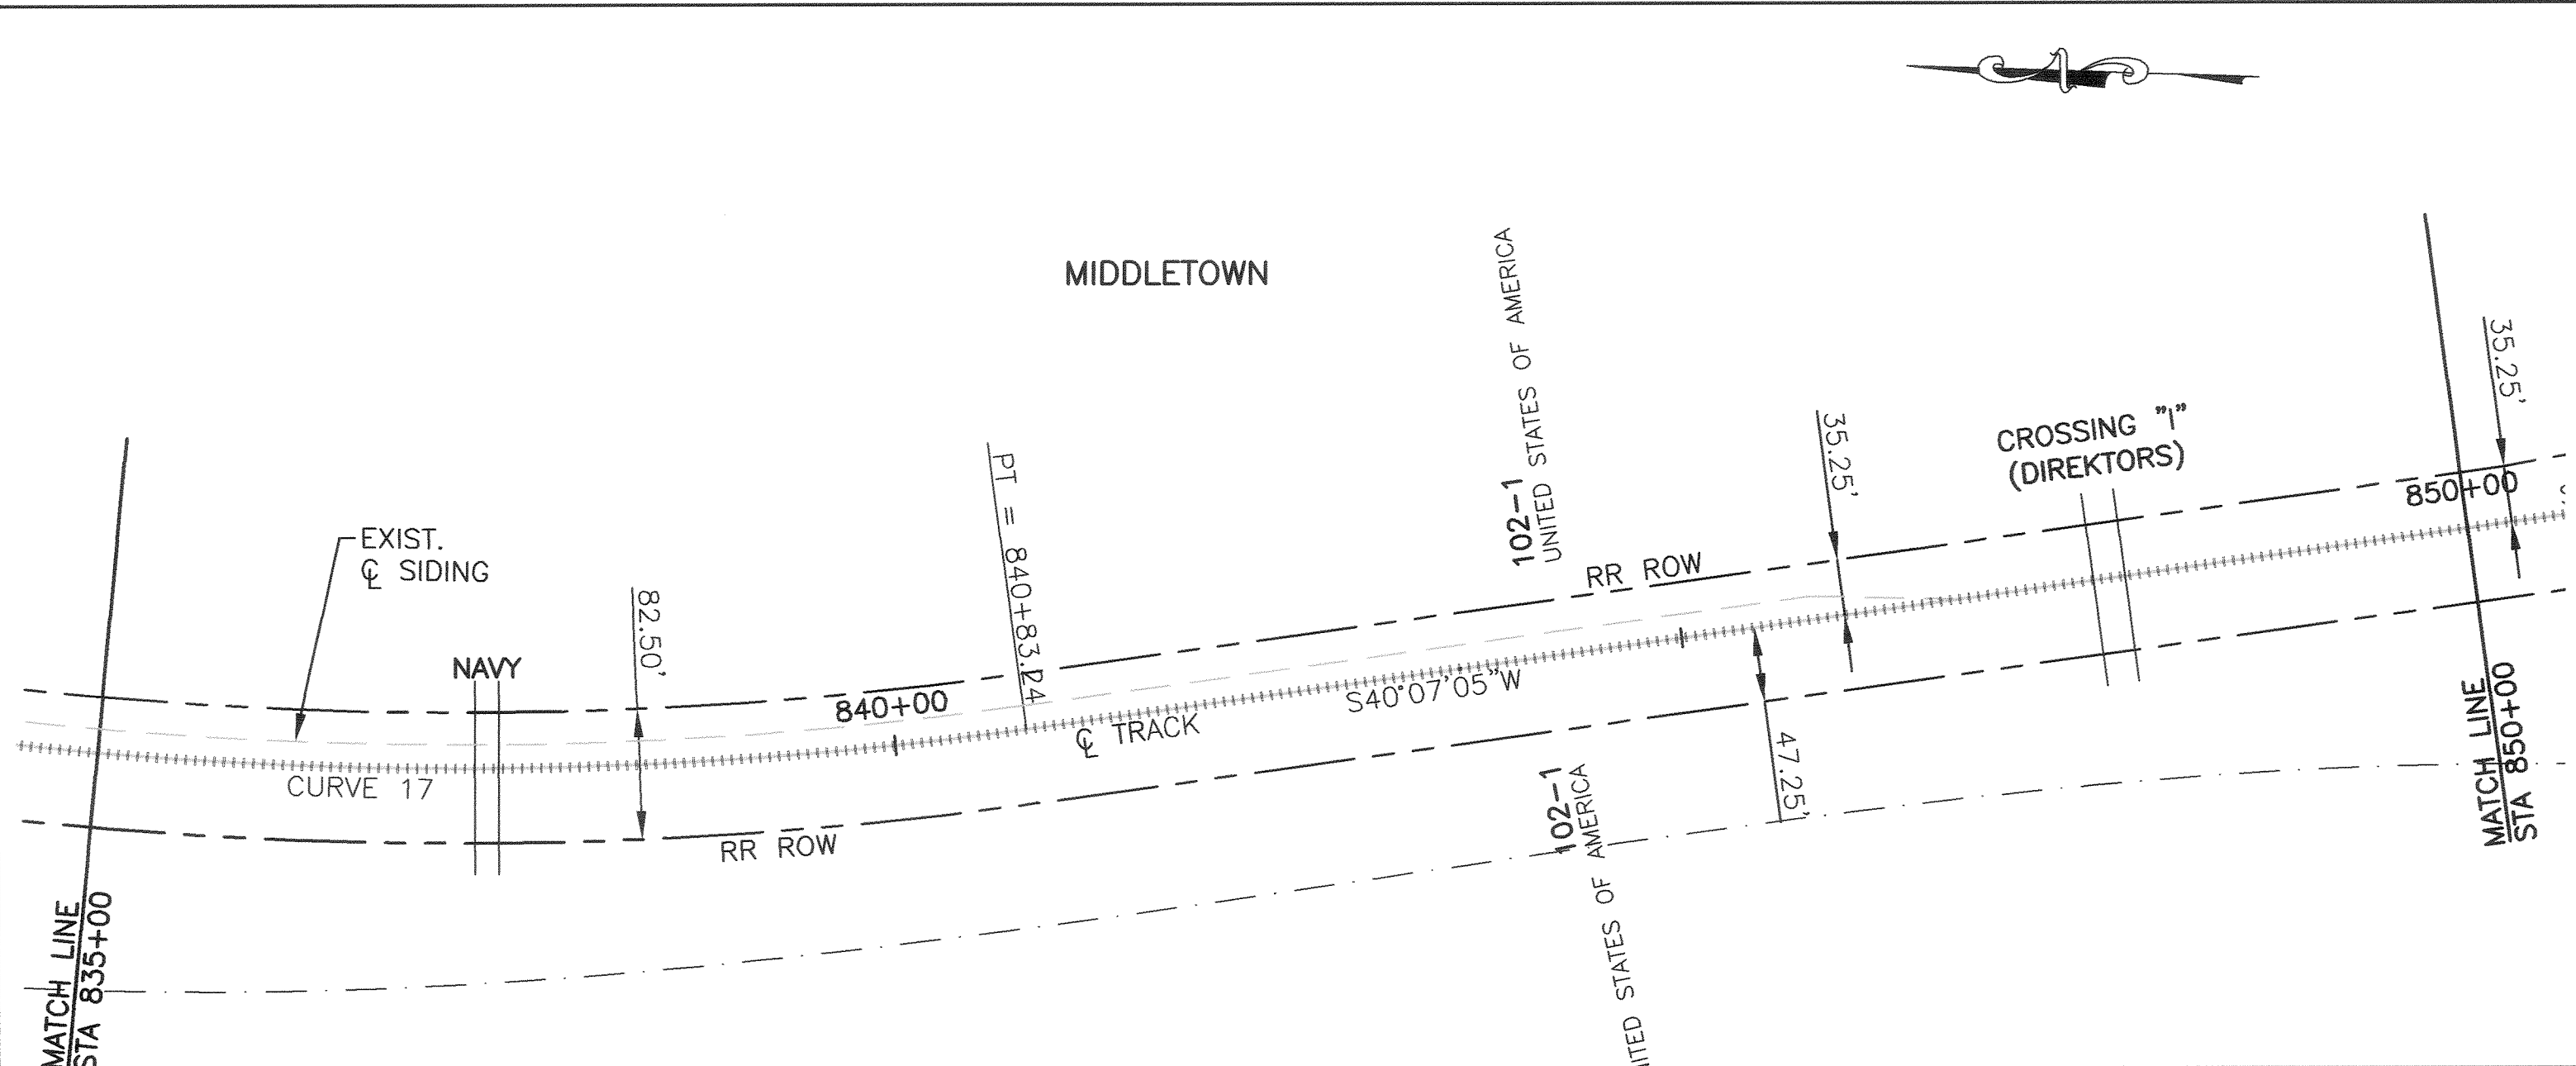 MIDDLETOWN
EXIST.
℄ SIDING
NAVY
82.50'
CURVE 17
RR ROW
MATCH LINE
STA 835+00
840+00
PT = 840+83.24
℄ TRACK
S40°07'05"W
102-1
UNITED STATES OF AMERICA
RR ROW
35.25'
47.25'
102-1
UNITED STATES OF AMERICA
CROSSING "I"
(DIREKTORS)
35.25'
850+00
MATCH LINE
STA 850+00